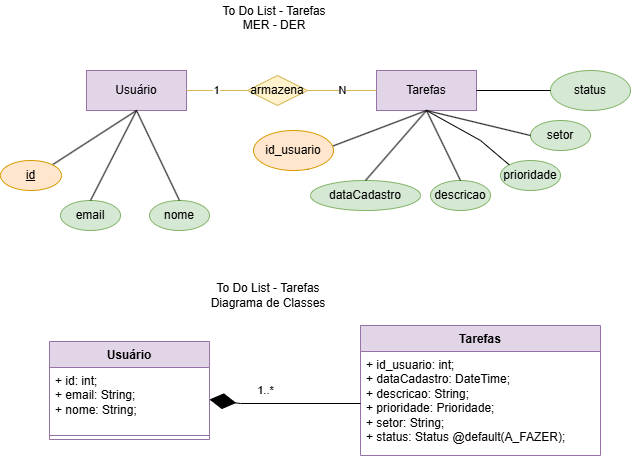 To Do List - Tarefas
MER - DER
Usuário
1
armazena
N
Tarefas
status
setor
id_usuario
id
prioridade
dataCadastro
descricao
email
nome
To Do List - Tarefas
Diagrama de Classes
Usuário
+ id: int;
+ email: String;
+ nome: String;
1..*
Tarefas
+ id_usuario: int;
+ dataCadastro: DateTime;
+ descricao: String;
+ prioridade: Prioridade;
+ setor: String;
+ status: Status @default(A_FAZER);